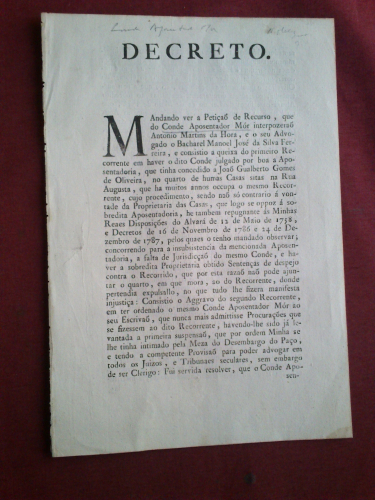 DECRETO.
MAndando ver a Petiçaõ de Recurso, que
do Conde Aposentador Mór interpozeraõ
Antonio Martins da Hora, e o seu Advo-
gado o Bacharel Manoel José da Silva Fer-
reira, e consistio a queixa do primeiro Re-
corrente em haver o dito Conde julgado por boa a Apo-
sentadoria, que tinha concedido a Joaõ Gualberto Gomes
de Oliveira, no quarto de humas Casas sitas na Rua
Augusta, que ha muitos annos occupa o mesmo Recor-
rente, cujo procedimento, sendo naõ só contrario á von-
tade da Proprietaria das Casas, que logo se oppoz á so-
bredita Aposentadoria, he tambem repugnante ás Minhas
Reaes Disposições do Alvará de 12 de Maio de 1758,
e Decretos de 16 de Novembro de 1786 e 24 de De-
zembro de 1787, pelos quaes o tenho mandado observar;
concorrendo para a insubsistencia da mencionada Aposen-
tadoria, a falta de Jurisdicçaõ do mesmo Conde, e ha-
ver a sobredita Proprietaria obtido Sentenças de despejo
contra o Recorrido, que por esta razaõ naõ póde ajun-
tar o quarto, em que mora, ao do Recorrente, donde
pertendia expulsallo, no que tudo lhe fizera manifesta
injustiça: Consistio o Aggravo do segundo Recorrente,
em ter ordenado o mesmo Conde Aposentador Mór ao
seu Escrivaõ, que nunca mais admittisse Procurações que
se fizessem ao dito Recorrente, havendo-lhe sido já le-
vantada a primeira suspensaõ, que por ordem Minha se
lhe tinha intimado pela Meza do Desembargo do Paço,
e tendo a competente Provisaõ para poder advogar em
todos os Juizos, e Tribunaes seculares, sem embargo
de ser Clerigo: Fui servida resolver, que o Conde Apo-
sen-